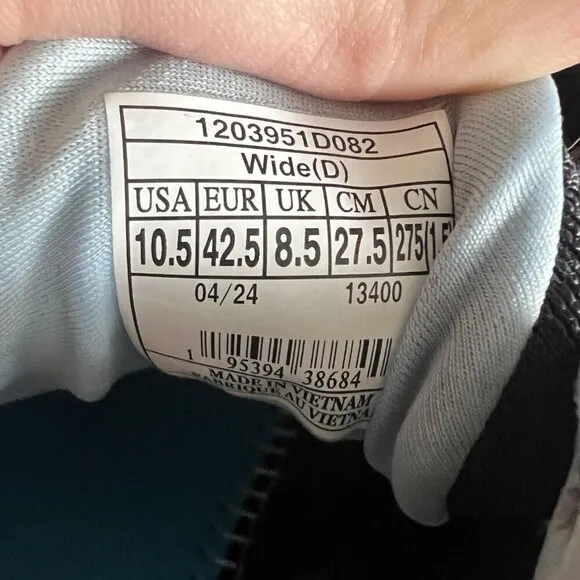 1203951D082
Wide(D)
USA EUR UK CM CN
10.5 42.5 8.5 27.5 275(1.5
04/24 13400
1 95394 38684
MADE IN VIETNAM
FABRIQUE AU VIETNAM